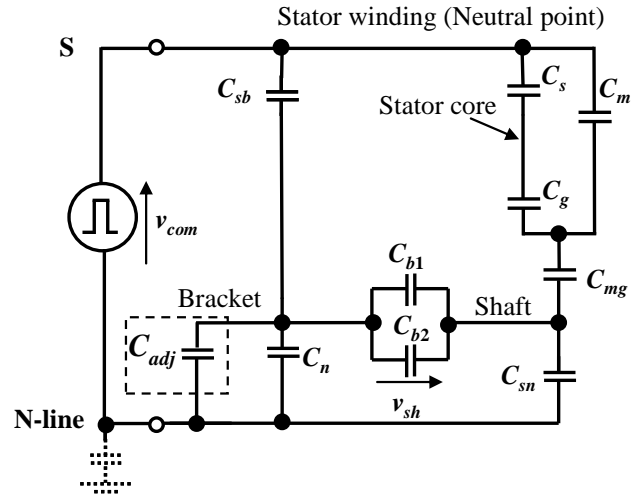 Stator winding (Neutral point)
S
C_sb
C_s
C_m
Stator core
v_com
C_g
C_b1
C_mg
Bracket
Shaft
C_b2
C_adj
C_n
C_sn
v_sh
N-line